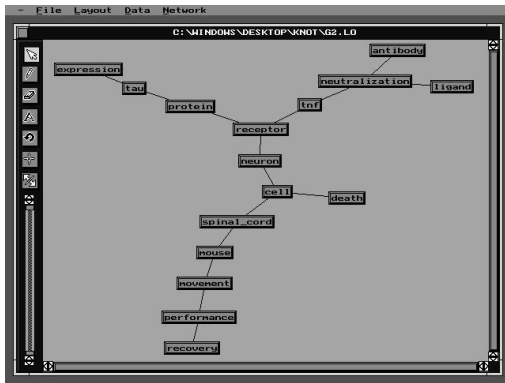 - File Layout Data Network
C:\WINDOWS\DESKTOP\KNOT\G2.LO
antibody
expression
neutralization
tau
ligand
protein
tnf
receptor
neuron
cell
death
spinal_cord
mouse
movement
performance
recovery
A